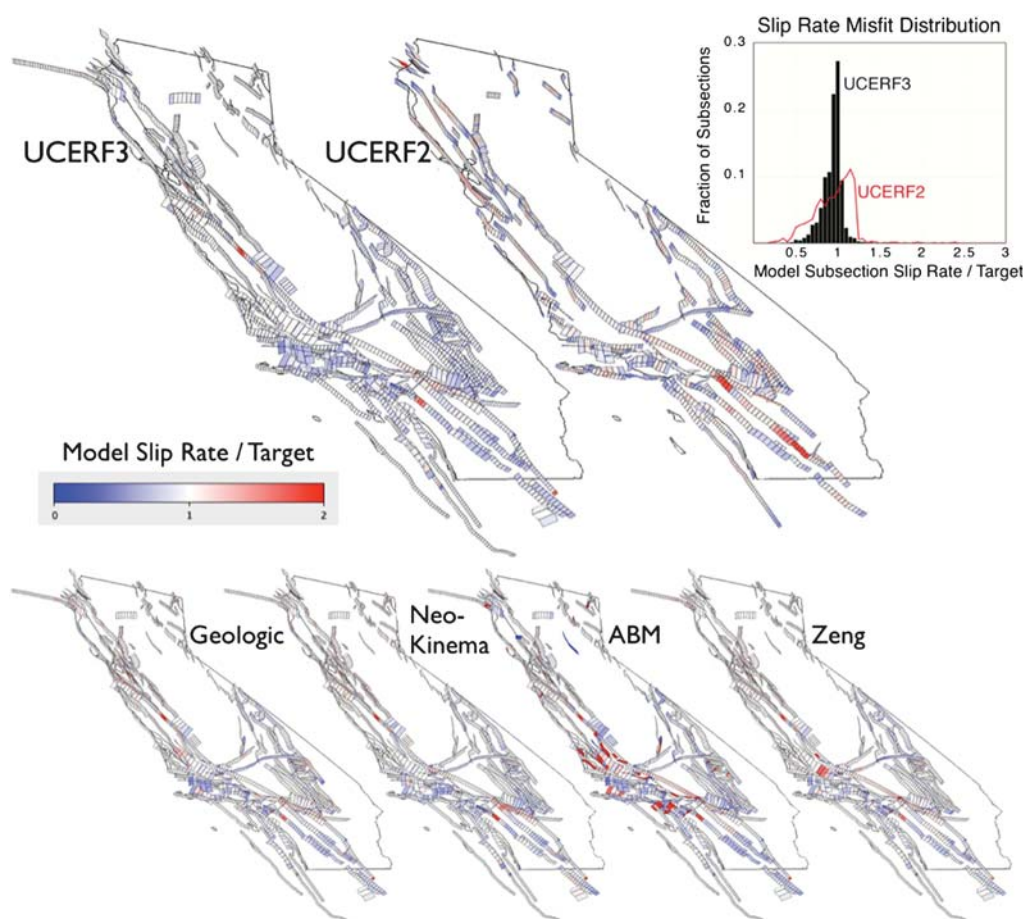 Slip Rate Misfit Distribution
0.3
0.2
0.1
Fraction of Subsections
UCERF3
UCERF2
0.5
1
1.5
2
2.5
3
Model Subsection Slip Rate / Target
UCERF3
UCERF2
Model Slip Rate / Target
0
1
2
Geologic
Neo-
Kinema
ABM
Zeng